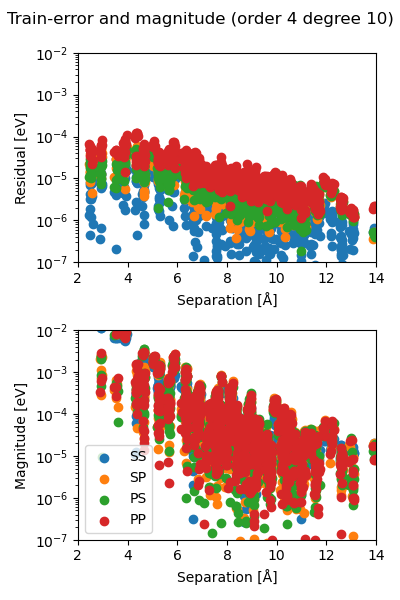 Train-error and magnitude (order 4 degree 10)
10⁻²
10⁻³
10⁻⁴
10⁻⁵
10⁻⁶
10⁻⁷
Residual [eV]
2 4 6 8 10 12 14
Separation [Å]
10⁻²
10⁻³
10⁻⁴
10⁻⁵
10⁻⁶
10⁻⁷
Magnitude [eV]
SS
SP
PS
PP
2 4 6 8 10 12 14
Separation [Å]